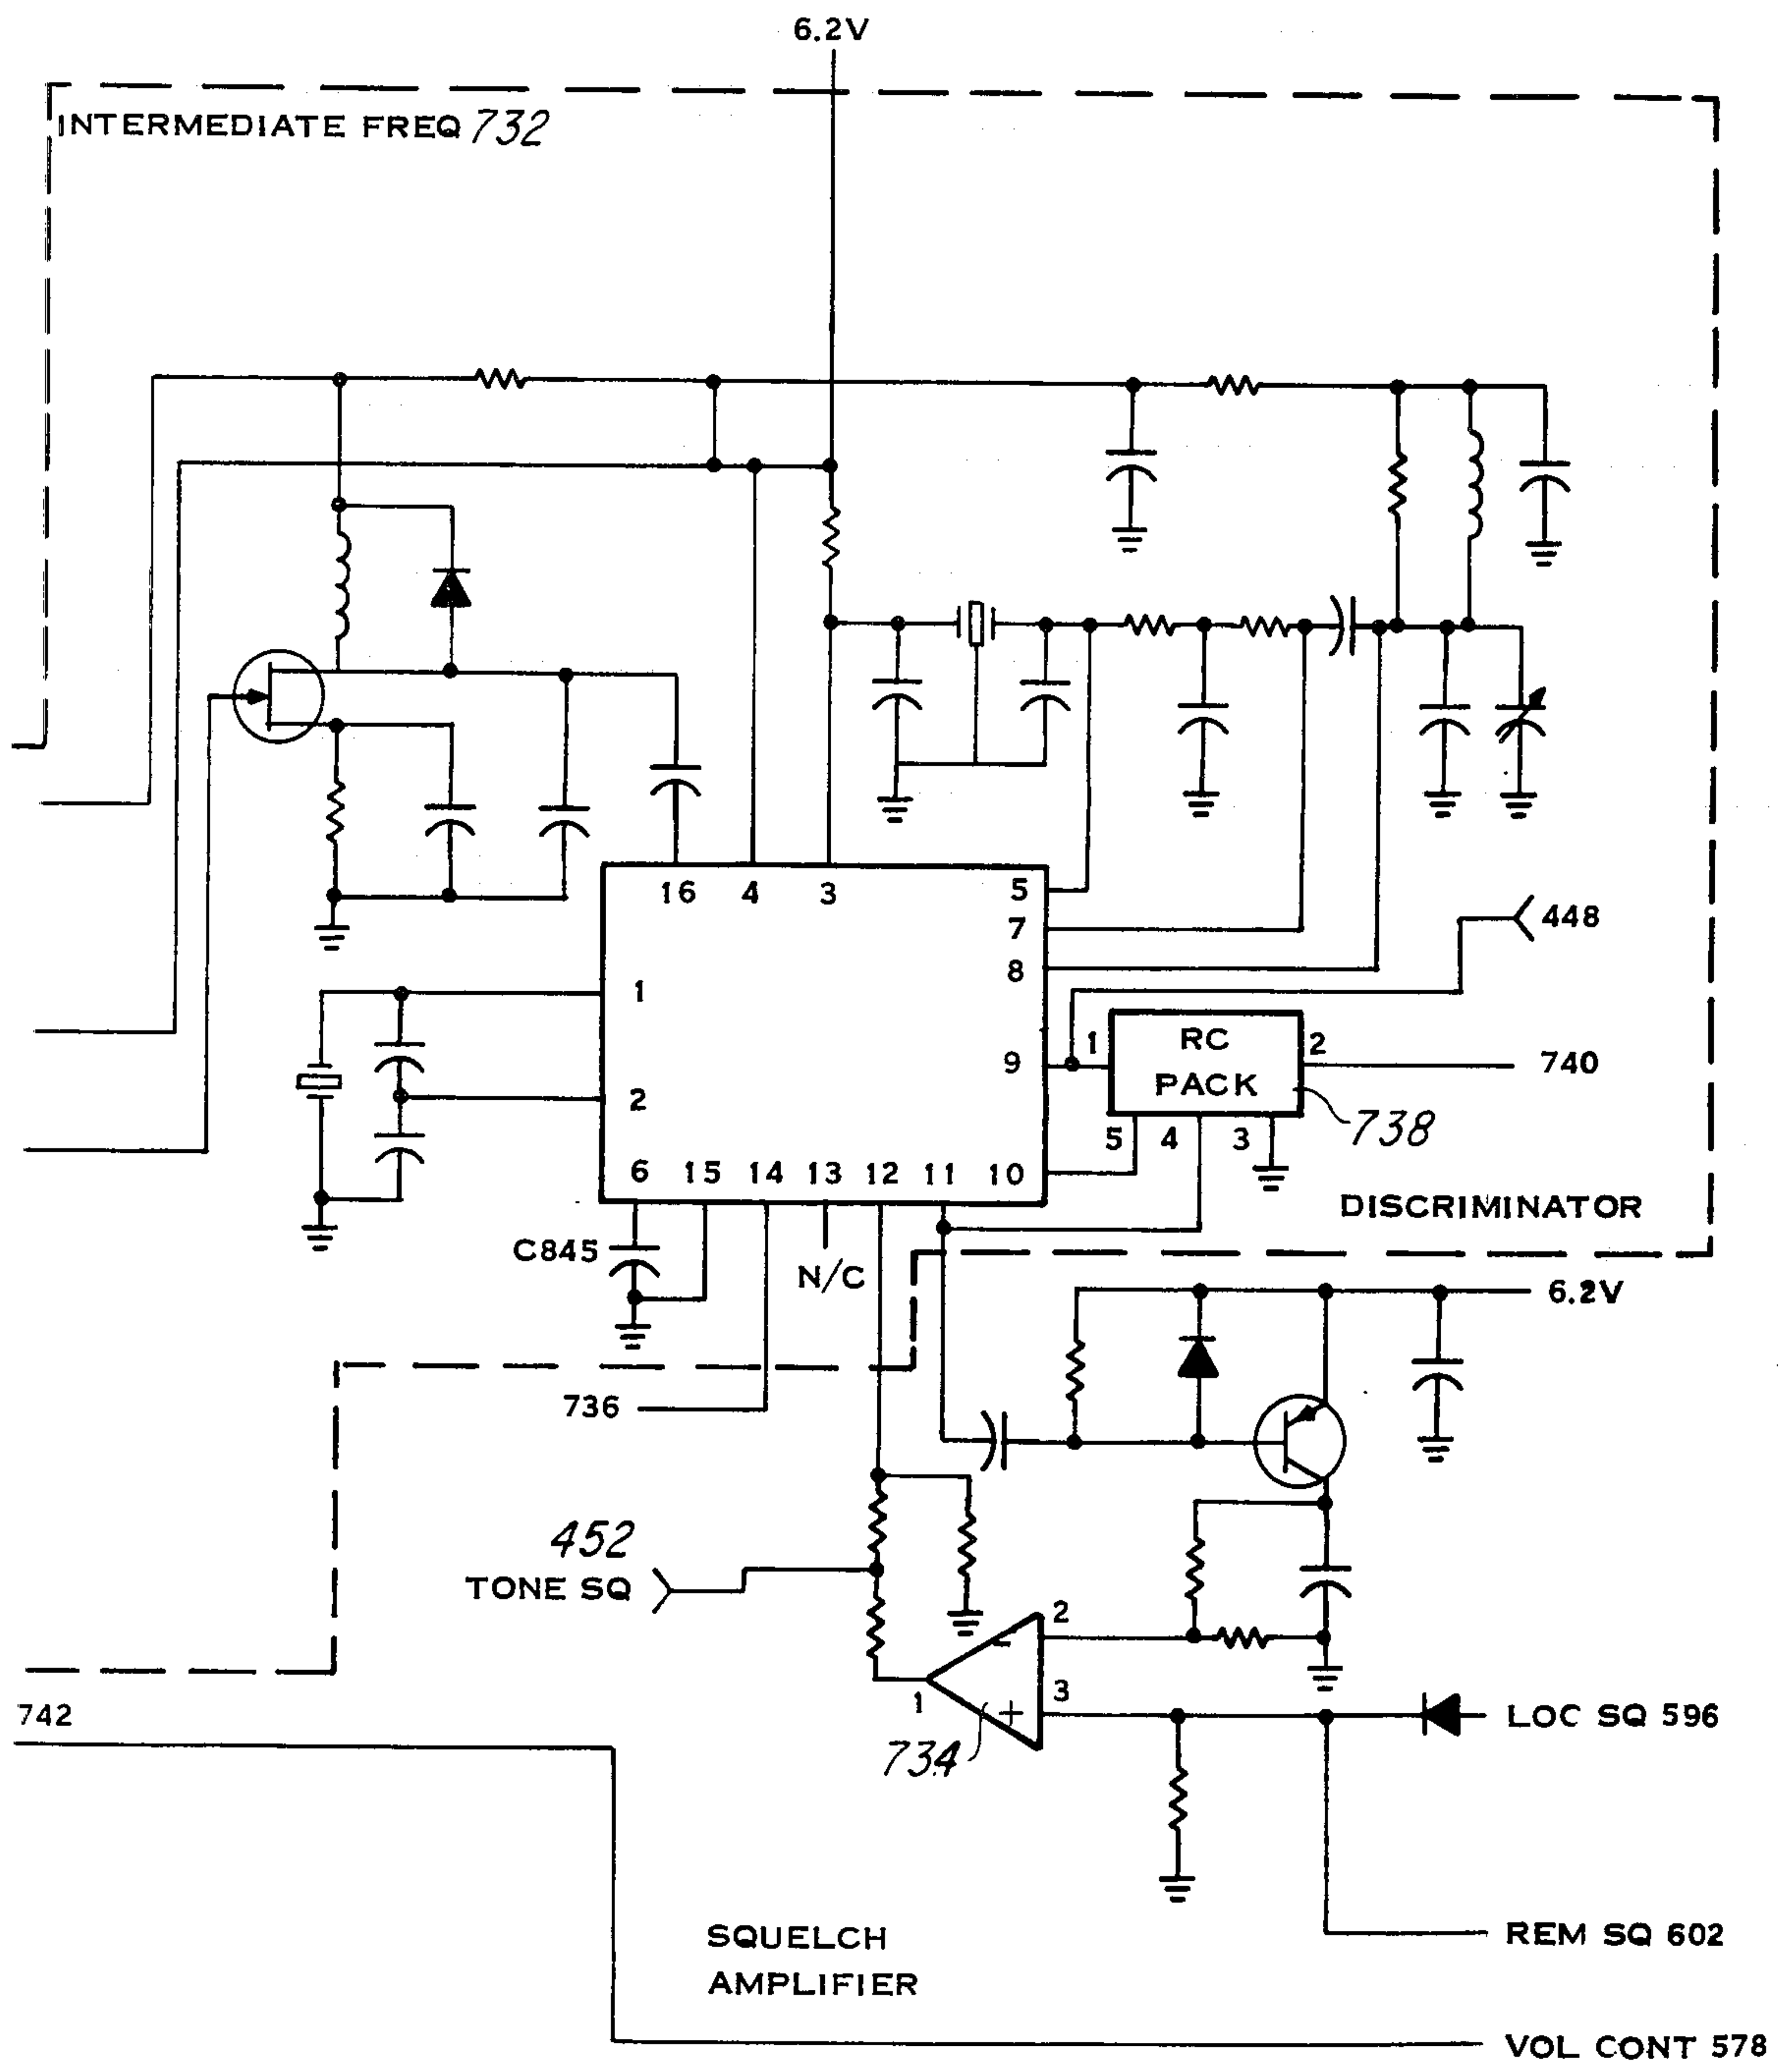 6.2V
INTERMEDIATE FREQ 732
16 4 3 5
7
8
448
1
9
1 RC 2
PACK
740
2
738
5 4 3
6 15 14 13 12 11 10
DISCRIMINATOR
C845
N/C
6.2V
736
452
TONE SQ
2
-
3
1
+
742
LOC SQ 596
734
REM SQ 602
SQUELCH
AMPLIFIER
VOL CONT 578